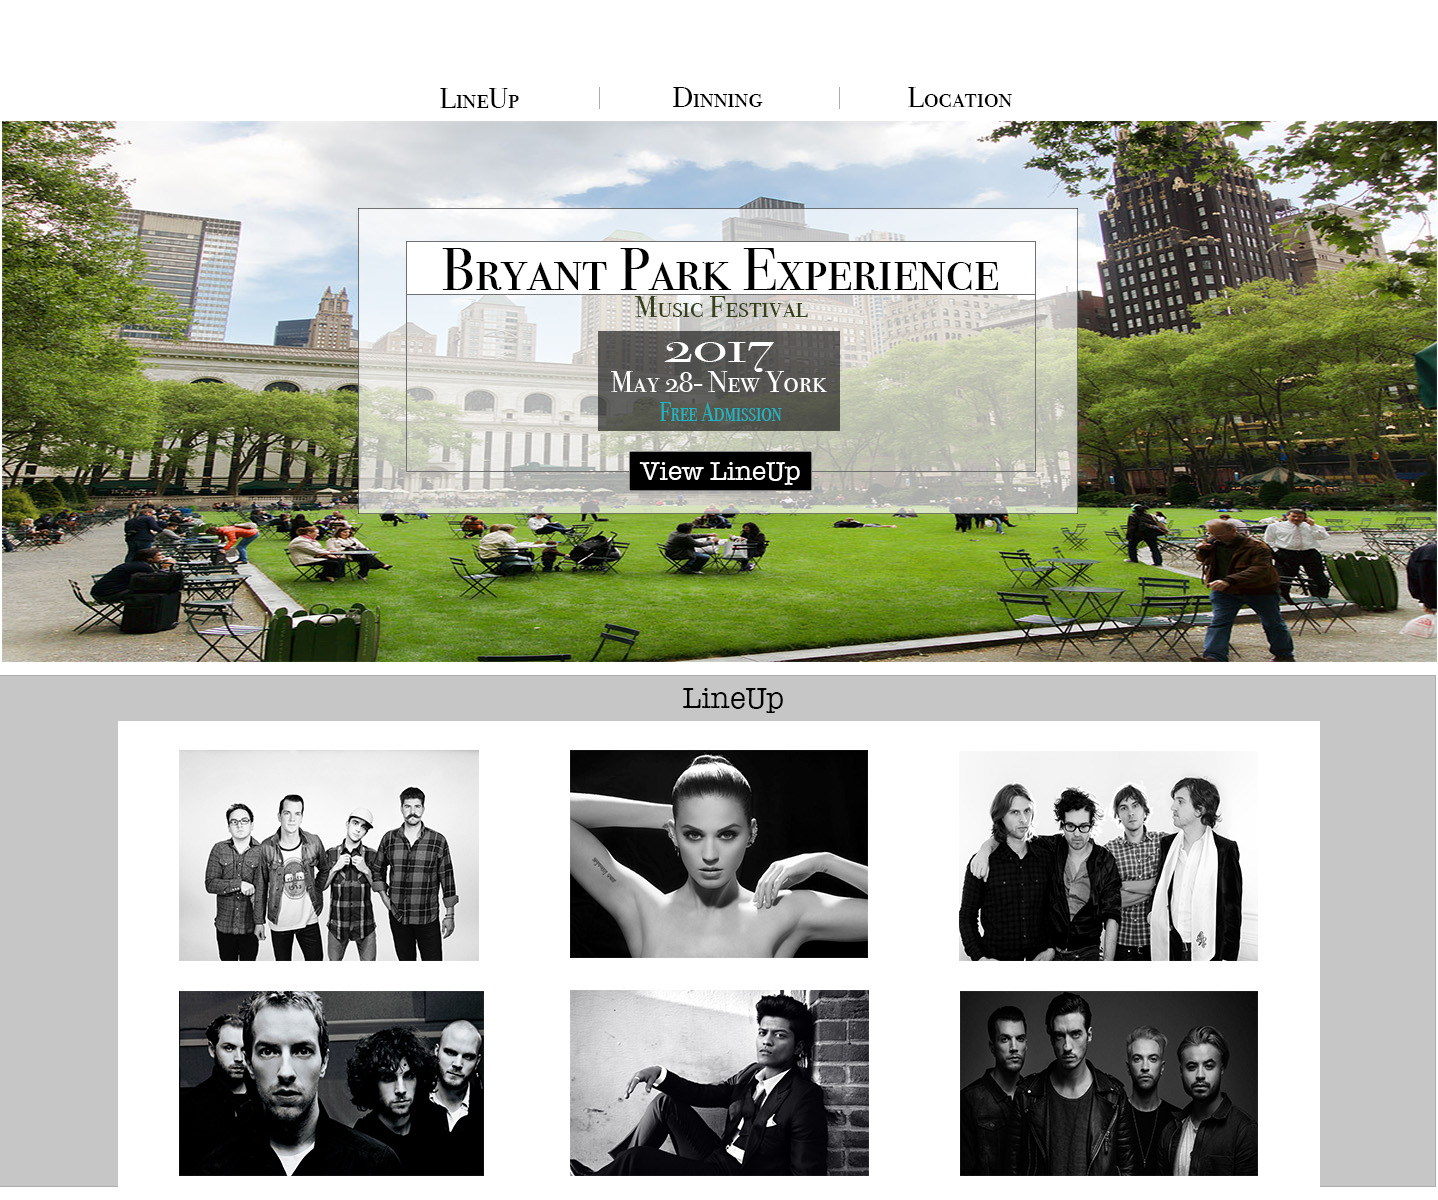 LineUp
Dinning
Location
Bryant Park Experience
Music Festival
2017
May 28- New York
Free Admission
View LineUp
LineUp